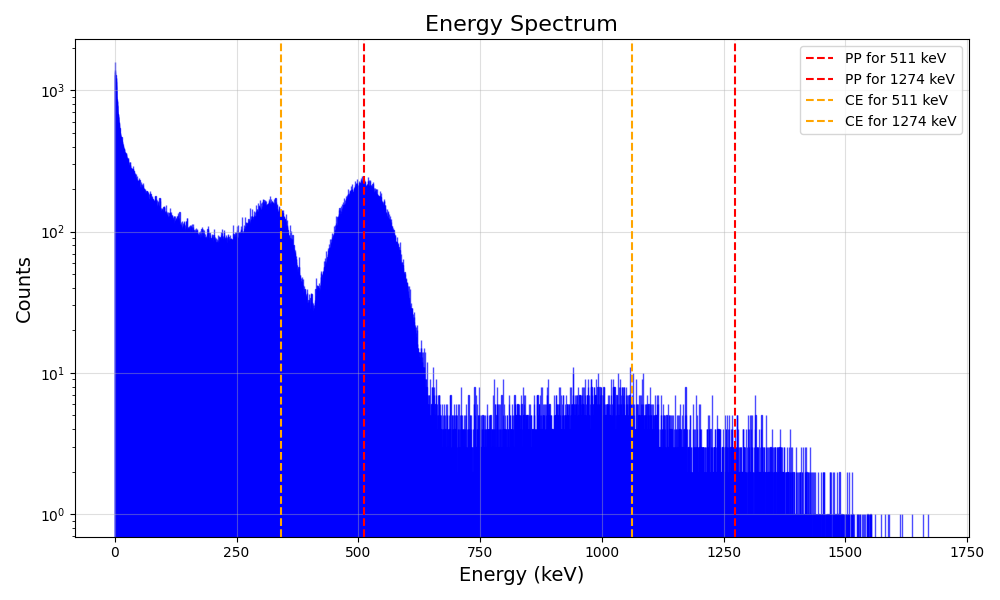 Energy Spectrum
PP for 511 keV
PP for 1274 keV
CE for 511 keV
CE for 1274 keV
Counts
10³
10²
10¹
10⁰
0 250 500 750 1000 1250 1500 1750
Energy (keV)